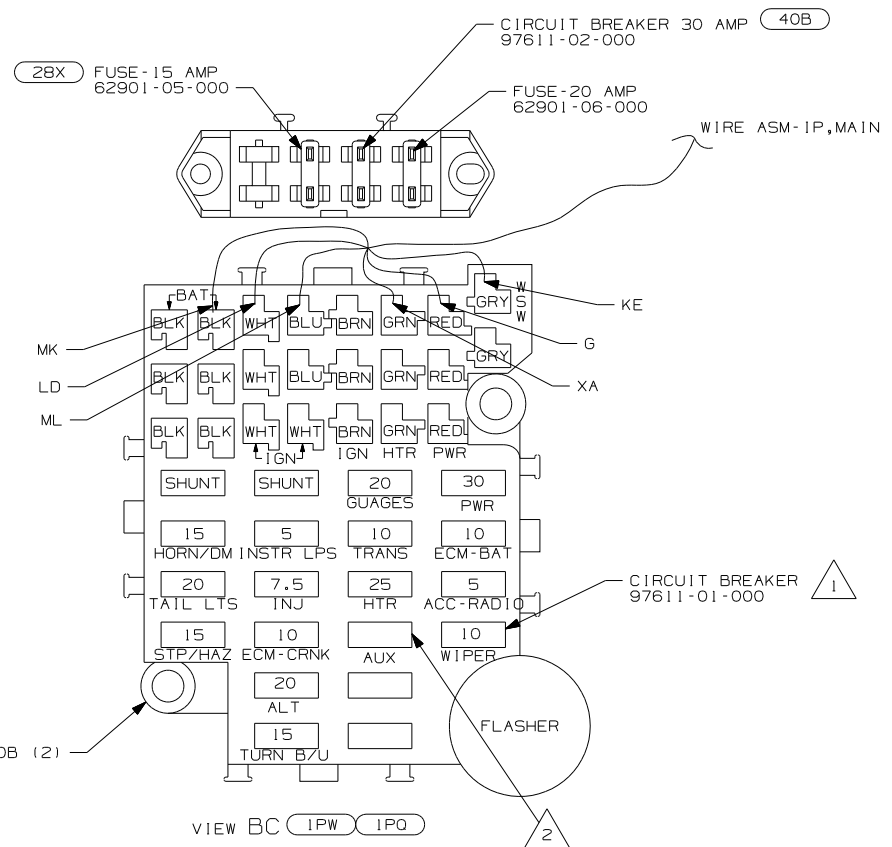 CIRCUIT BREAKER 30 AMP 40B
97611-02-000
28X FUSE-15 AMP
62901-05-000
FUSE-20 AMP
62901-06-000
WIRE ASM-IP,MAIN
BAT
BLK BLK WHT BLU BRN GRN RED GRY WSW
KE
MK
G
GRY
BLK BLK WHT BLU BRN GRN RED
LD
XA
ML
BLK BLK WHT WHT BRN GRN RED
IGN IGN HTR PWR
SHUNT SHUNT 20 30
GUAGES PWR
15 5 10 10
HORN/DM INSTR LPS TRANS ECM-BAT
20 7.5 25 5
TAIL LTS INJ HTR ACC-RADIO
CIRCUIT BREAKER 1
97611-01-000
15 10 10
STP/HAZ ECM-CRNK AUX WIPER
20
ALT
FLASHER
15
TURN B/U
0B (2)
VIEW BC 1PW 1PQ
2